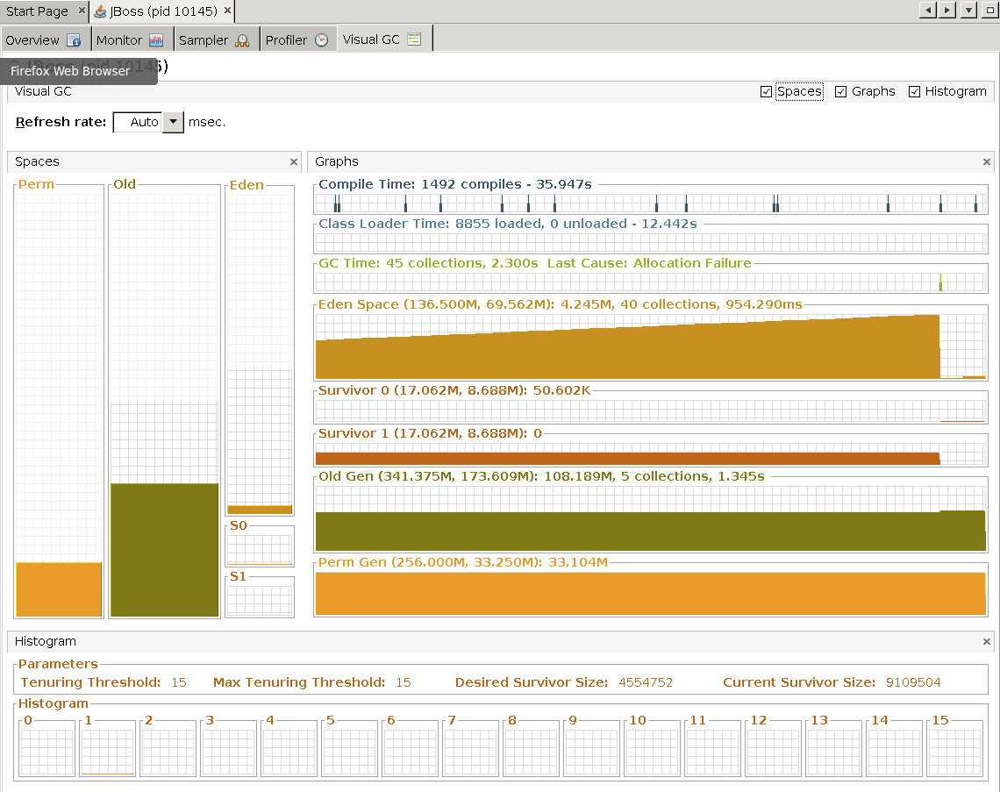 Start Page × JBoss (pid 10145) ×
Overview Monitor Sampler Profiler Visual GC
JBoss (pid 10145)
Firefox Web Browser
Visual GC Spaces Graphs Histogram
Refresh rate: Auto msec.
Spaces × Graphs ×
Perm Old Eden
S0
S1
Compile Time: 1492 compiles - 35.947s
Class Loader Time: 8855 loaded, 0 unloaded - 12.442s
GC Time: 45 collections, 2.300s Last Cause: Allocation Failure
Eden Space (136.500M, 69.562M): 4.245M, 40 collections, 954.290ms
Survivor 0 (17.062M, 8.688M): 50.602K
Survivor 1 (17.062M, 8.688M): 0
Old Gen (341.375M, 173.609M): 108.189M, 5 collections, 1.345s
Perm Gen (256.000M, 33.250M): 33.104M
Histogram ×
Parameters
Tenuring Threshold: 15 Max Tenuring Threshold: 15 Desired Survivor Size: 4554752 Current Survivor Size: 9109504
Histogram
0 1 2 3 4 5 6 7 8 9 10 11 12 13 14 15